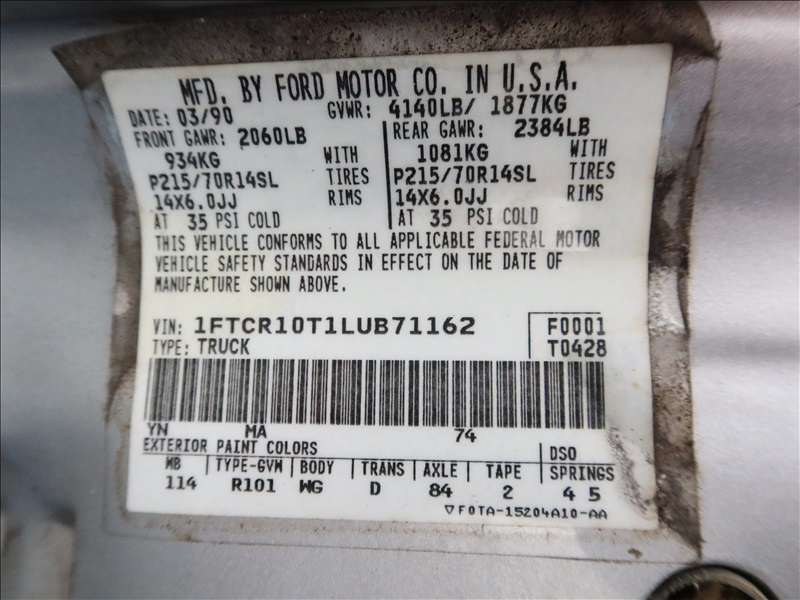 MFD. BY FORD MOTOR CO. IN U.S.A.
DATE: 03/90 GVWR: 4140LB/ 1877KG
FRONT GAWR: 2060LB REAR GAWR: 2384LB
934KG WITH 1081KG WITH
P215/70R14SL TIRES P215/70R14SL TIRES
14X6.0JJ RIMS 14X6.0JJ RIMS
AT 35 PSI COLD AT 35 PSI COLD
THIS VEHICLE CONFORMS TO ALL APPLICABLE FEDERAL MOTOR
VEHICLE SAFETY STANDARDS IN EFFECT ON THE DATE OF
MANUFACTURE SHOWN ABOVE.
VIN: 1FTCR10T1LUB71162 F0001
TYPE: TRUCK T0428
YN MA 74
EXTERIOR PAINT COLORS DSO
WB TYPE-GVW BODY TRANS AXLE TAPE SPRINGS
114 R101 WG D 84 2 4 5
▽F0TA-15204A10-AA